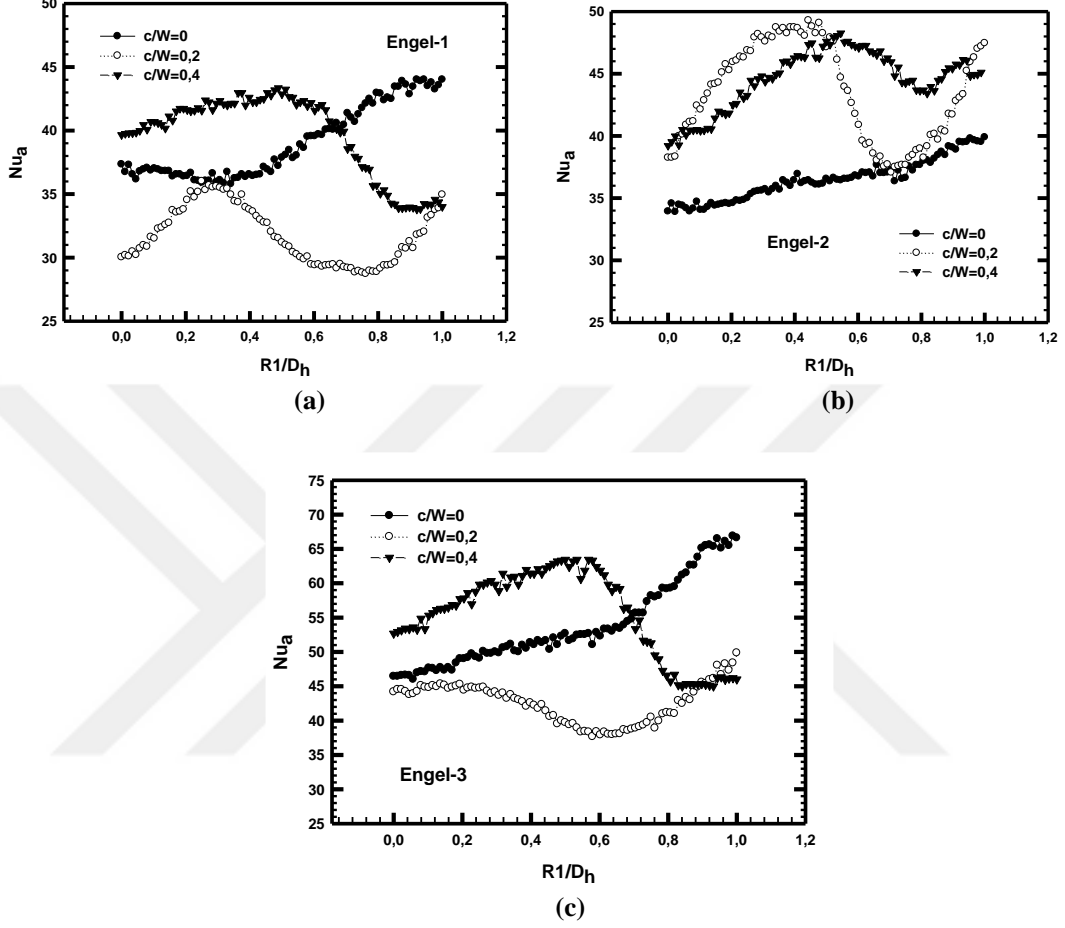 50
45
40
35
30
25
Nua
c/W=0
c/W=0,2
c/W=0,4
Engel-1
0,0 0,2 0,4 0,6 0,8 1,0 1,2
R1/Dh
(a)
50
45
40
35
30
25
Nua
Engel-2
c/W=0
c/W=0,2
c/W=0,4
0,0 0,2 0,4 0,6 0,8 1,0 1,2
R1/Dh
(b)
75
70
65
60
55
50
45
40
35
30
25
Nua
c/W=0
c/W=0,2
c/W=0,4
Engel-3
0,0 0,2 0,4 0,6 0,8 1,0 1,2
R1/Dh
(c)